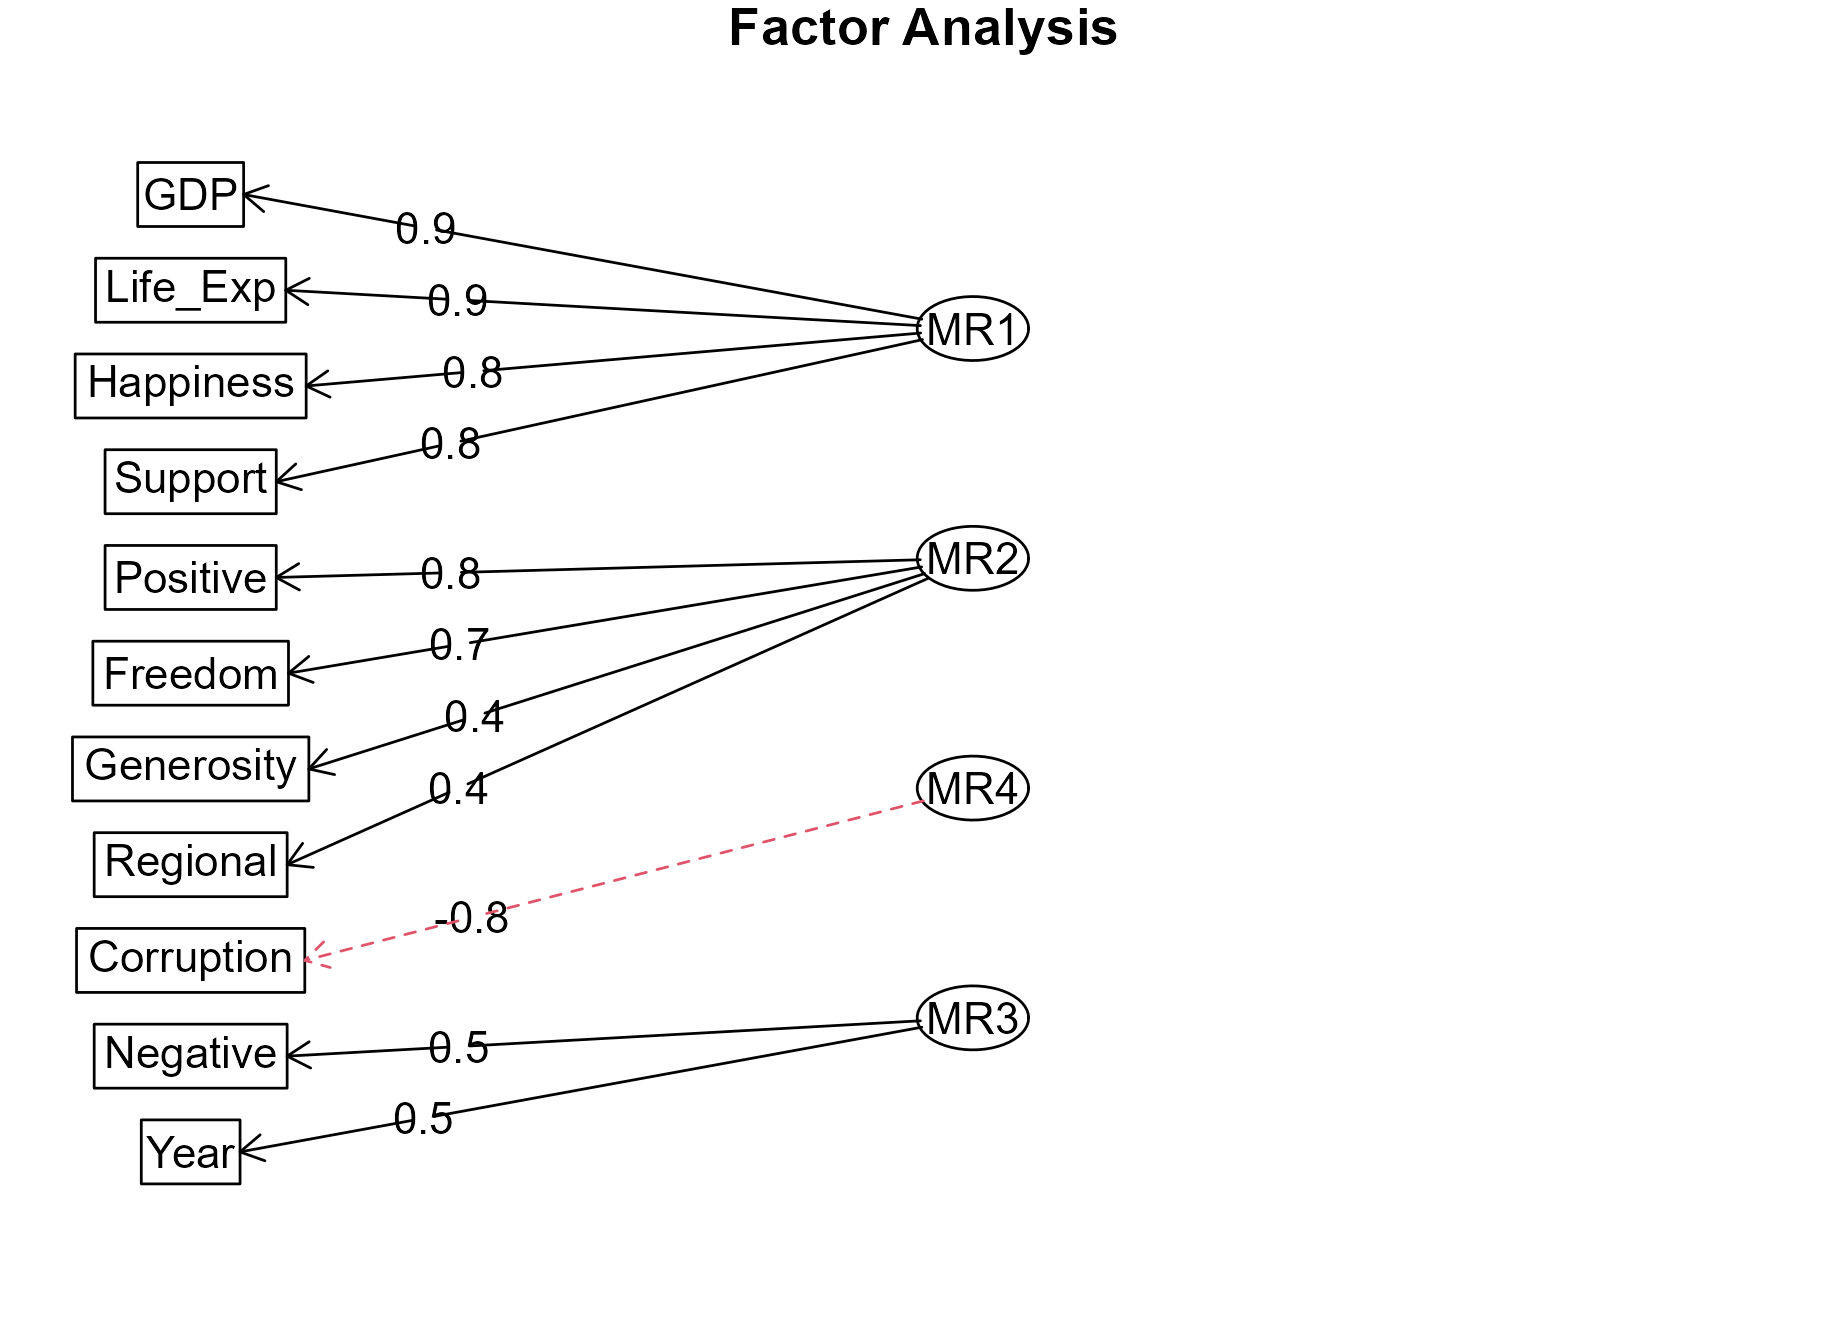 Factor Analysis
GDP
0.9
Life_Exp
0.9
MR1
Happiness
0.8
Support
0.8
Positive
0.8
MR2
Freedom
0.7
Generosity
0.4
Regional
0.4
MR4
Corruption
-0.8
Negative
0.5
MR3
Year
0.5